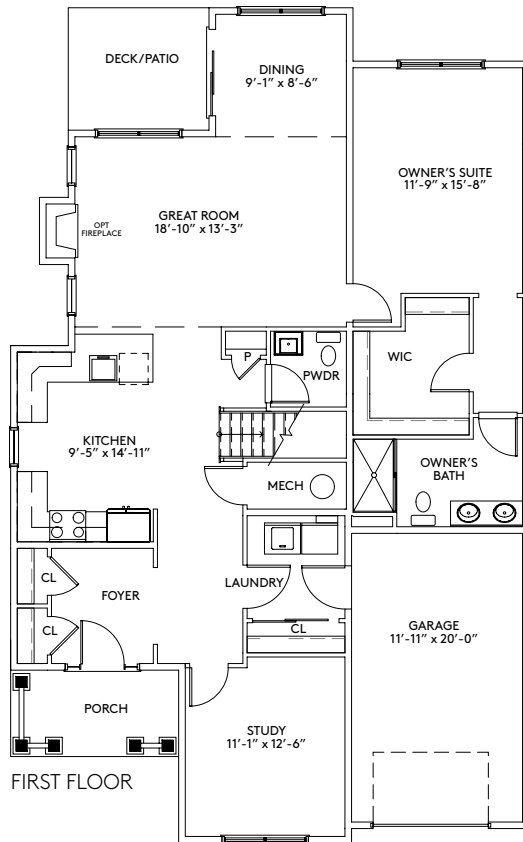 DECK/PATIO
DINING
9'-1" x 8'-6"
OWNER'S SUITE
11'-9" x 15'-8"
GREAT ROOM
18'-10" x 13'-3"
OPT
FIREPLACE
P
PWDR
WIC
KITCHEN
9'-5" x 14'-11"
MECH
OWNER'S
BATH
CL
FOYER
LAUNDRY
CL
CL
GARAGE
11'-11" x 20'-0"
PORCH
STUDY
11'-1" x 12'-6"
FIRST FLOOR